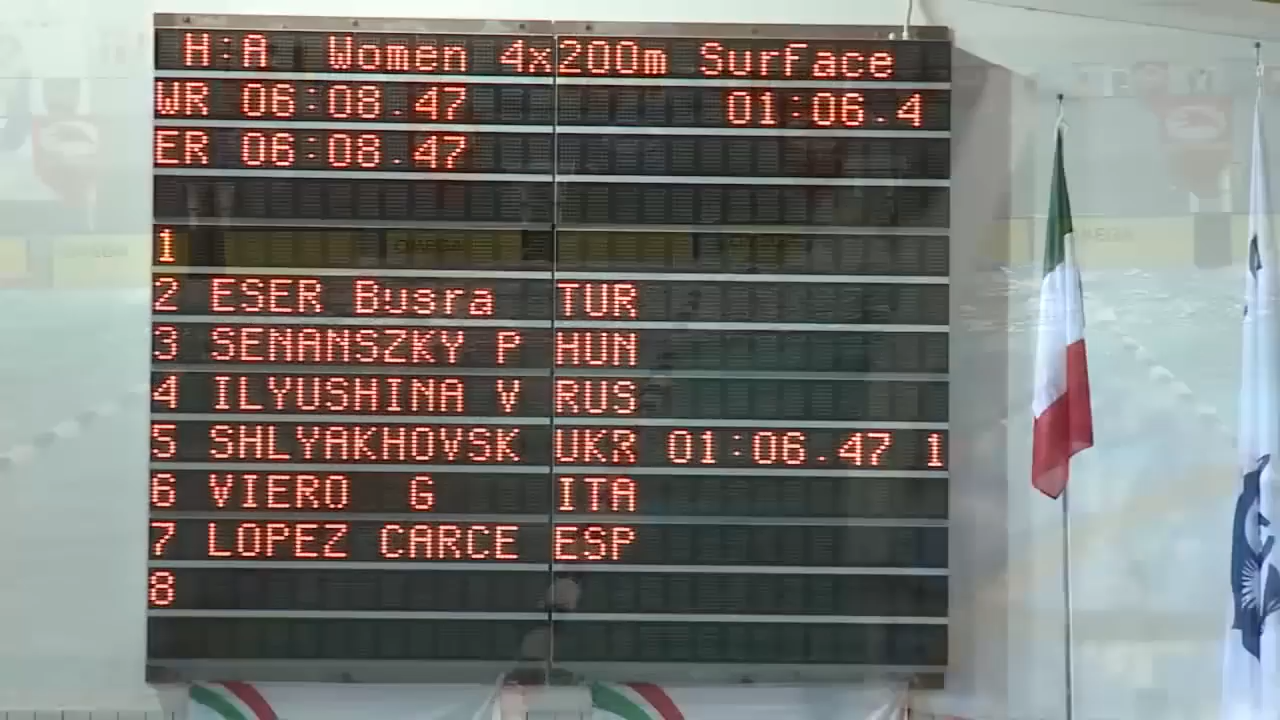 H:A Women 4x200m Surface
WR 06:08.47 01:06.4
ER 06:08.47
1
2 ESER Busra TUR
3 SENANSZKY P HUN
4 ILYUSHINA V RUS
5 SHLYAKHOVSK UKR 01:06.47 1
6 VIERO G ITA
7 LOPEZ CARCE ESP
8